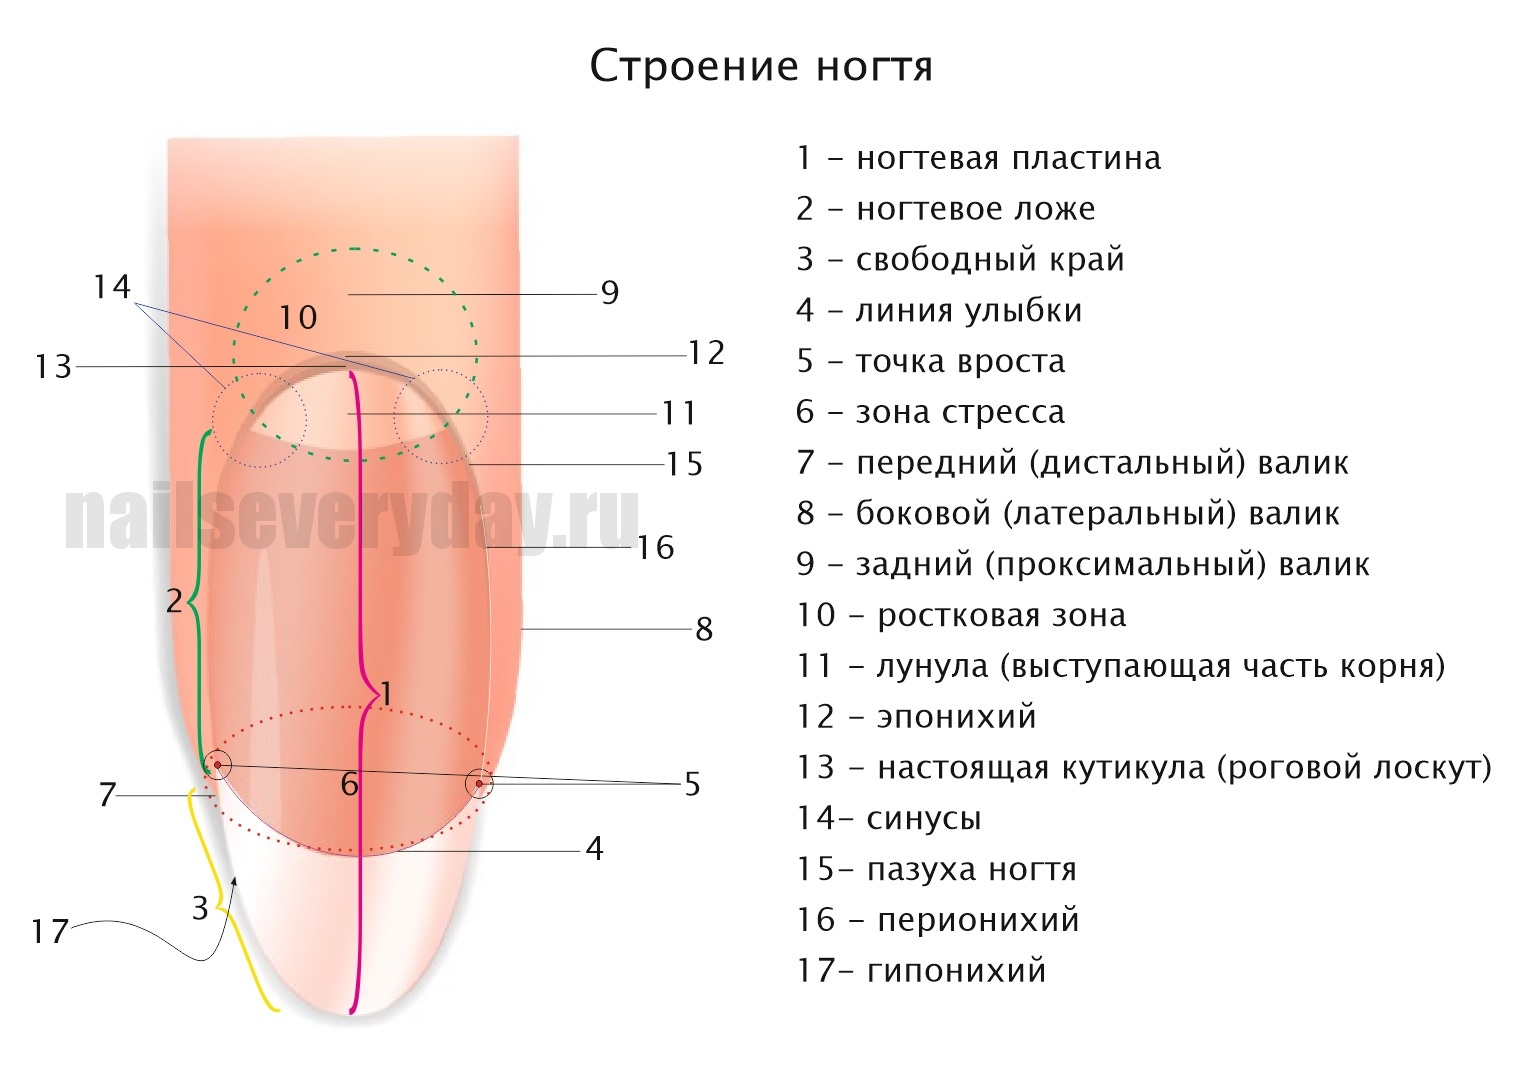 Строение ногтя
14
9
10
12
13
11
15
nailseveryday.ru
16
2
8
1
6
5
7
4
3
17
1 – ногтевая пластина
2 – ногтевое ложе
3 – свободный край
4 – линия улыбки
5 – точка вроста
6 – зона стресса
7 – передний (дистальный) валик
8 – боковой (латеральный) валик
9 – задний (проксимальный) валик
10 – ростковая зона
11 – лунула (выступающая часть корня)
12 – эпонихий
13 – настоящая кутикула (роговой лоскут)
14– синусы
15– пазуха ногтя
16 – перионихий
17– гипонихий